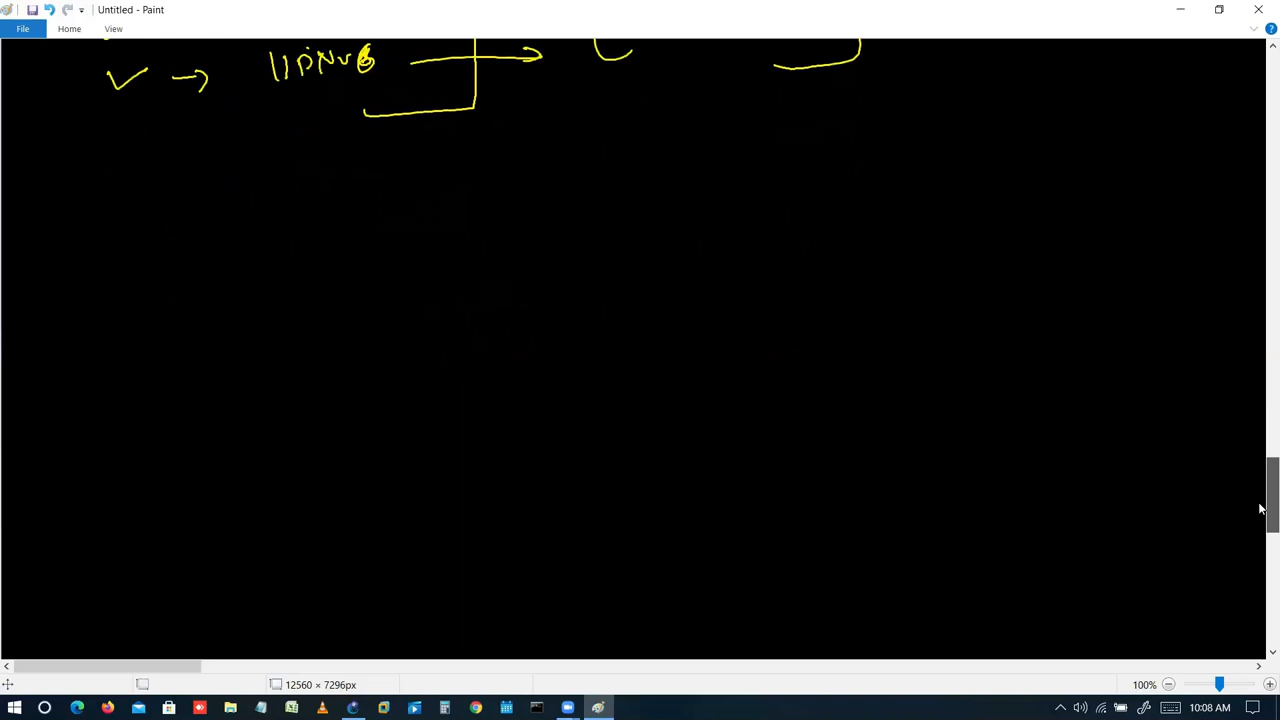 Untitled - Paint
File Home View
12560 × 7296px
100%
10:08 AM